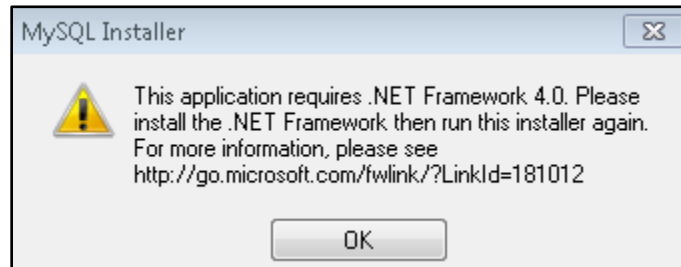 MySQL Installer
This application requires .NET Framework 4.0. Please
install the .NET Framework then run this installer again.
For more information, please see
http://go.microsoft.com/fwlink/?LinkId=181012
OK